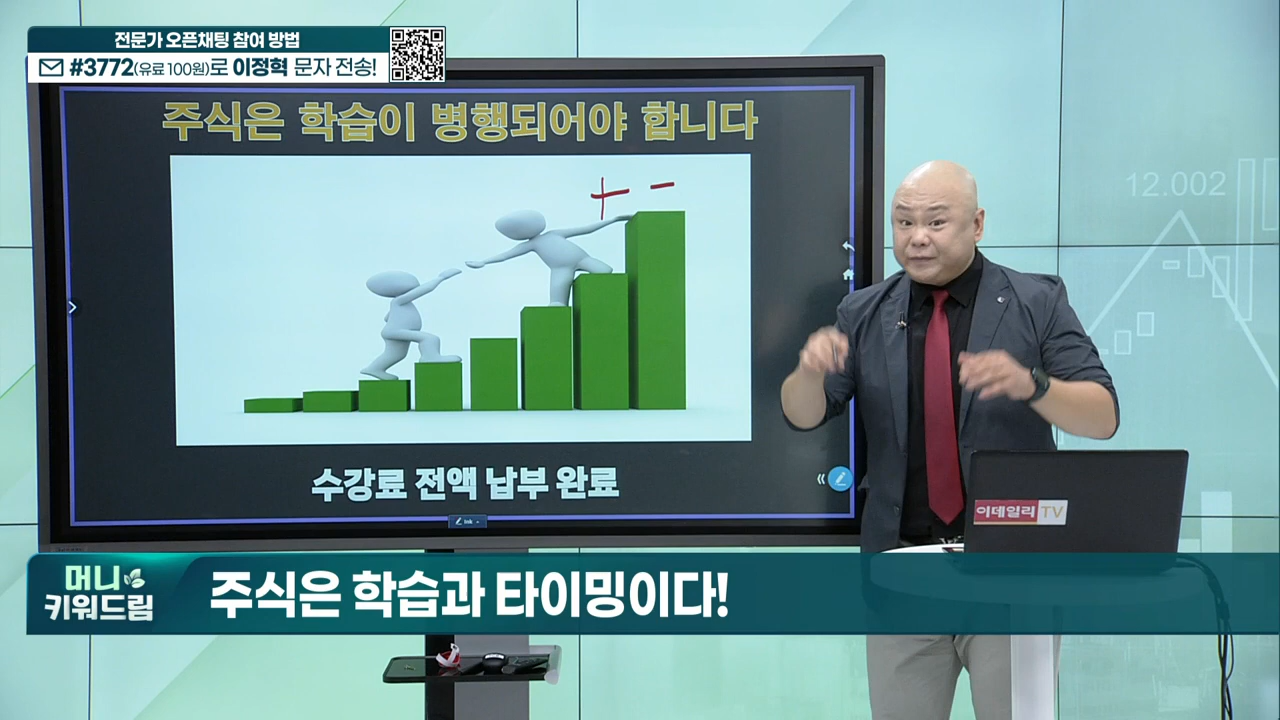 전문가 오픈채팅 참여 방법
#3772(유료 100원)로 이정혁 문자 전송!
주식은 학습이 병행되어야 합니다
+ -
12.002
수강료 전액 납부 완료
Ink
이데일리TV
머니
키워드림
주식은 학습과 타이밍이다!